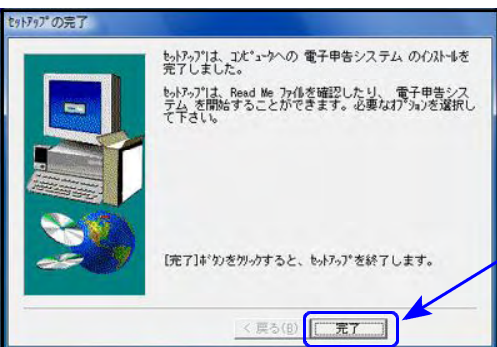 ｾｯﾄｱｯﾌﾟの完了
ｾｯﾄｱｯﾌﾟは、ｺﾝﾋﾟｭｰﾀへの 電子申告システム のｲﾝｽﾄｰﾙを
完了しました。
ｾｯﾄｱｯﾌﾟは、Read Me ﾌｧｲﾙを確認したり、 電子申告シス
テム を開始することができます。必要なｵﾌﾟｼｮﾝを選択し
て下さい。
[完了]ﾎﾞﾀﾝをｸﾘｯｸすると、ｾｯﾄｱｯﾌﾟを終了します。
< 戻る(B)
完了